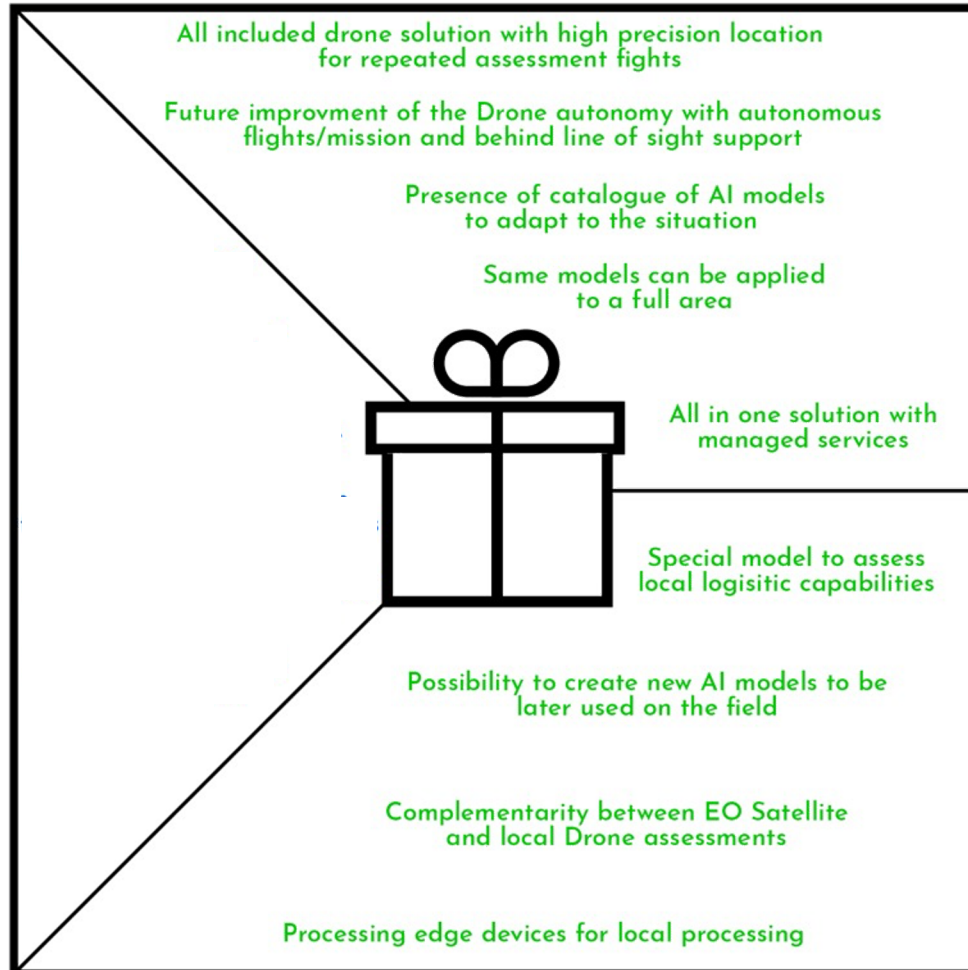 All included drone solution with high precision location
for repeated assessment fights
Future improvment of the Drone autonomy with autonomous
flights/mission and behind line of sight support
Presence of catalogue of AI models
to adapt to the situation
Same models can be applied
to a full area
All in one solution with
managed services
Special model to assess
local logisitic capabilities
Possibility to create new AI models to be
later used on the field
Complementarity between EO Satellite
and local Drone assessments
Processing edge devices for local processing